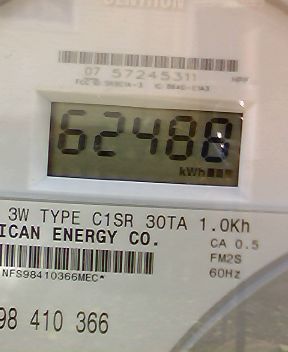 CENTRON
07 57245311
62488
kWh
3W TYPE C1SR 30TA 1.0Kh
ICAN ENERGY CO.
CA 0.5
FM2S
NFS98410366MEC*
60Hz
98 410 366